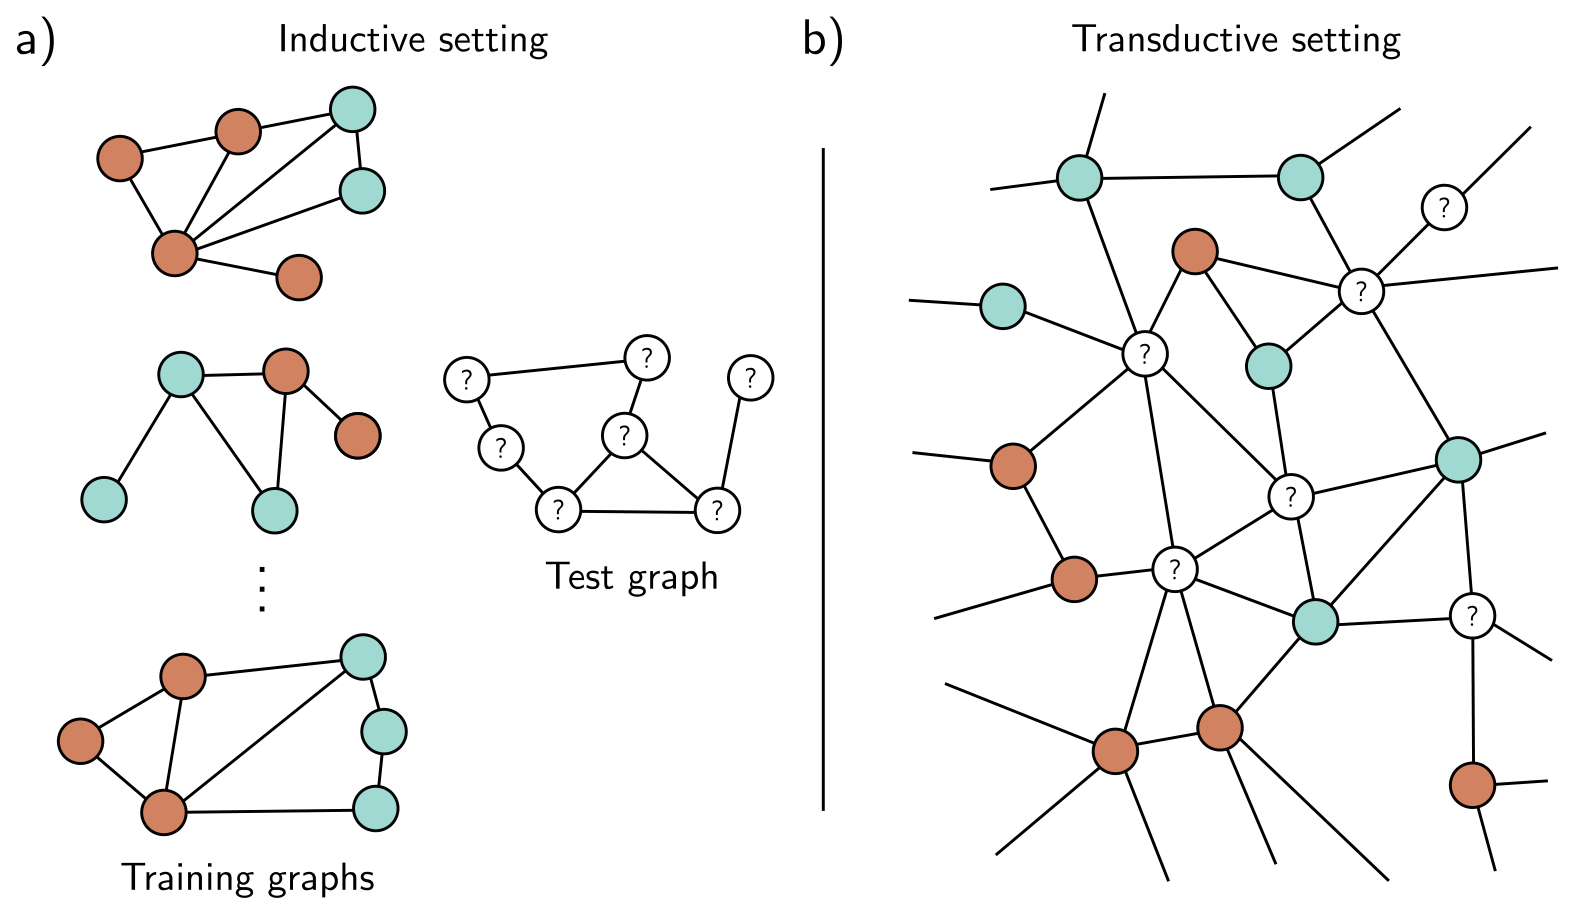 a)
Inductive setting
?
?
?
?
?
?
?
Test graph
⋮
Training graphs
b)
Transductive setting
?
?
?
?
?
?